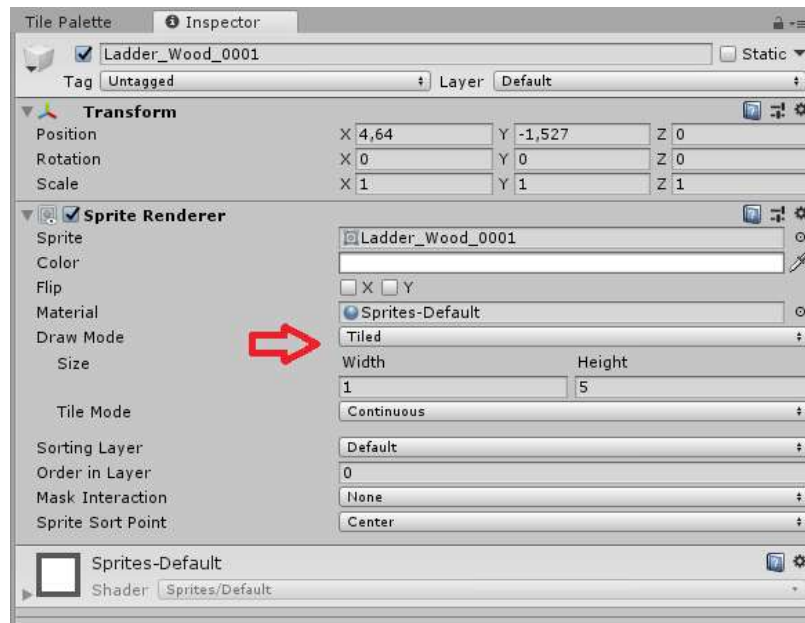 Tile Palette Inspector
Ladder_Wood_0001 Static
Tag Untagged Layer Default
Transform
Position X 4,64 Y -1,527 Z 0
Rotation X 0 Y 0 Z 0
Scale X 1 Y 1 Z 1
Sprite Renderer
Sprite Ladder_Wood_0001
Color
Flip X Y
Material Sprites-Default
Draw Mode Tiled
Size Width Height
1 5
Tile Mode Continuous
Sorting Layer Default
Order in Layer 0
Mask Interaction None
Sprite Sort Point Center
Sprites-Default
Shader Sprites/Default